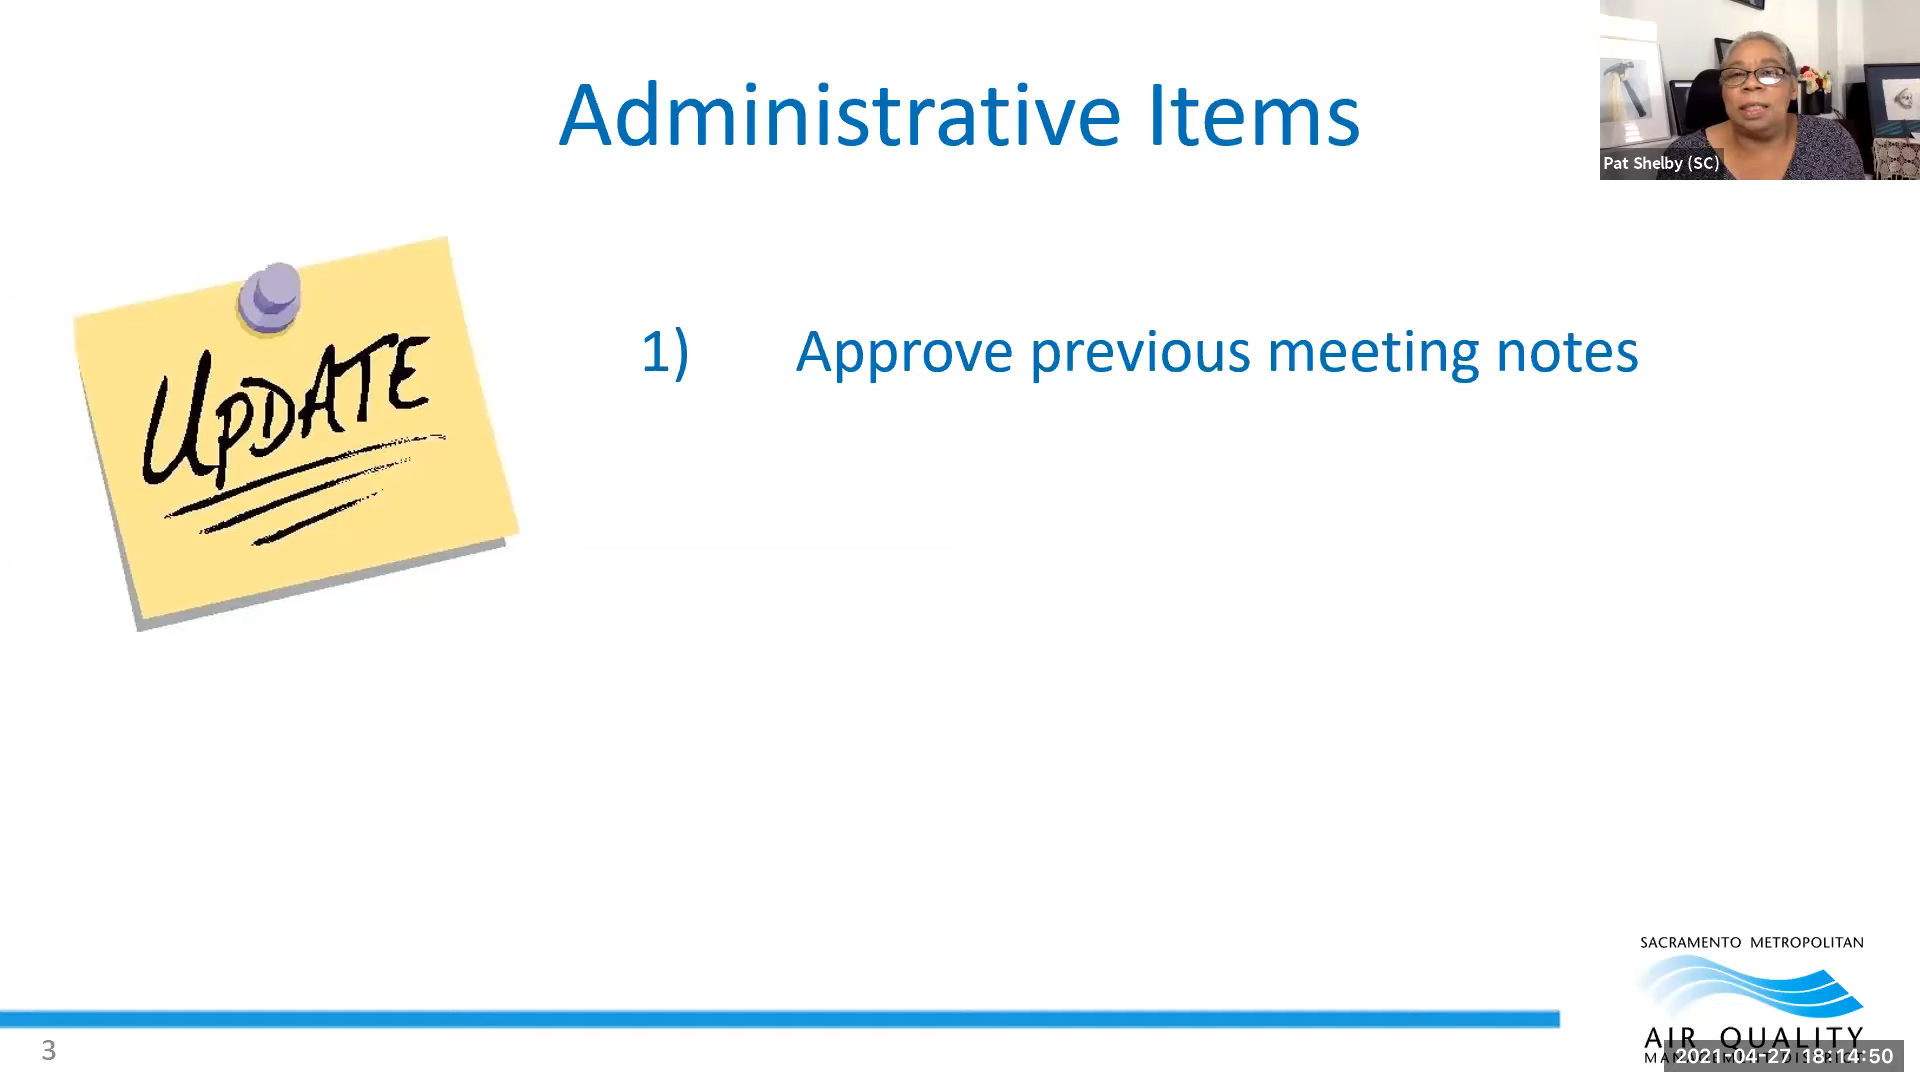 Administrative Items
Pat Shelby (SC)
UPDATE
1) Approve previous meeting notes
SACRAMENTO METROPOLITAN
AIR QUALITY
2021-04-27 18:14:50
3